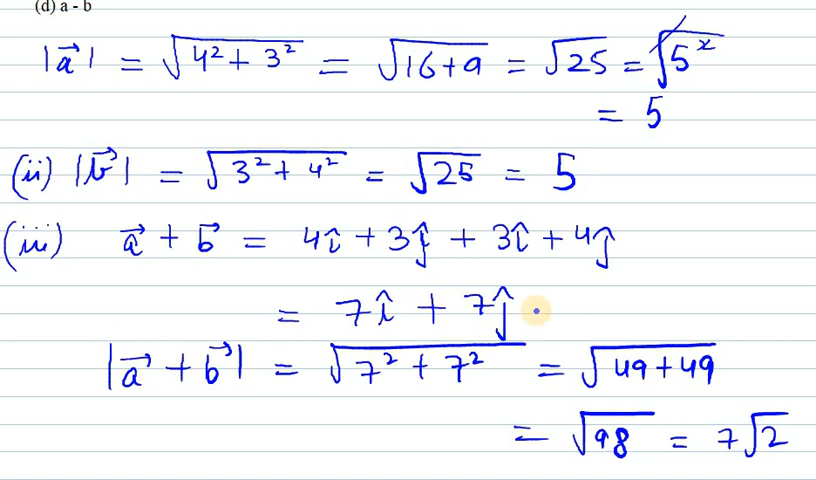 (d) a - b
|a⃗| = √(4² + 3²) = √(16+9) = √25 = √5²
= 5
(ii) |b⃗| = √(3² + 4²) = √25 = 5
(iii) a⃗ + b⃗ = 4î + 3ĵ + 3î + 4ĵ
= 7î + 7ĵ
|a⃗ + b⃗| = √(7² + 7²) = √(49+49)
= √98 = 7√2